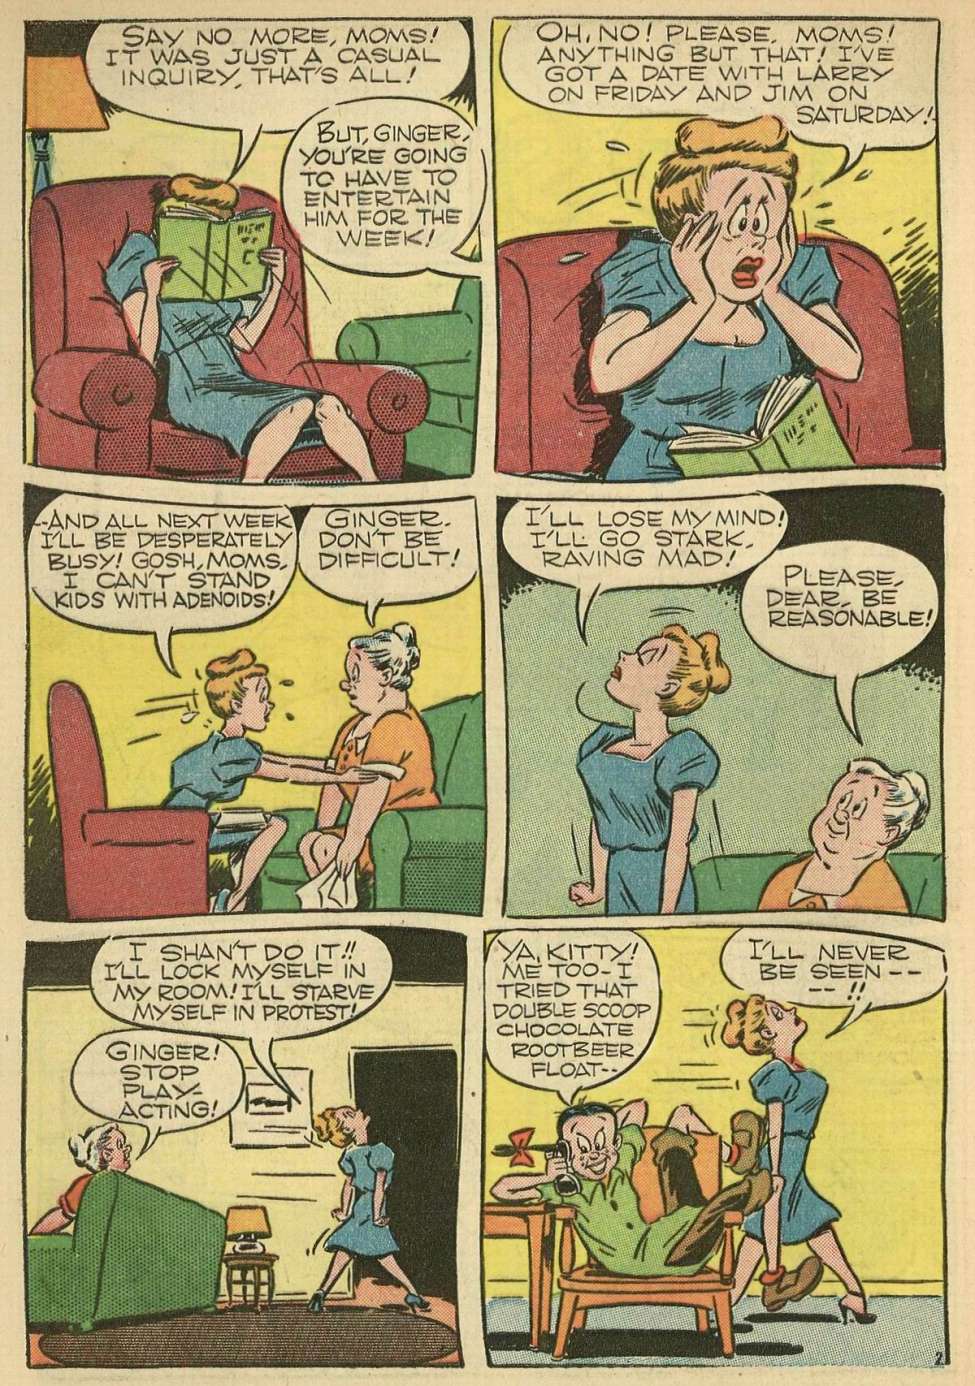 SAY NO MORE, MOMS!
IT WAS JUST A CASUAL
INQUIRY, THAT'S ALL!
BUT, GINGER,
YOU'RE GOING
TO HAVE TO
ENTERTAIN
HIM FOR THE
WEEK!
OH, NO! PLEASE, MOMS!
ANYTHING BUT THAT! I'VE
GOT A DATE WITH LARRY
ON FRIDAY AND JIM ON
SATURDAY!-
--AND ALL NEXT WEEK
I'LL BE DESPERATELY
BUSY! GOSH, MOMS,
I CAN'T STAND
KIDS WITH ADENOIDS!
GINGER,
DON'T BE
DIFFICULT!
I'LL LOSE MY MIND!
I'LL GO STARK,
RAVING MAD!
PLEASE,
DEAR, BE
REASONABLE!
I SHAN'T DO IT!!
I'LL LOCK MYSELF IN
MY ROOM! I'LL STARVE
MYSELF IN PROTEST!
GINGER!
STOP
PLAY-
ACTING!
YA, KITTY!
ME TOO-I
TRIED THAT
DOUBLE SCOOP
CHOCOLATE
ROOTBEER
FLOAT--
I'LL NEVER
BE SEEN --
--!!
2